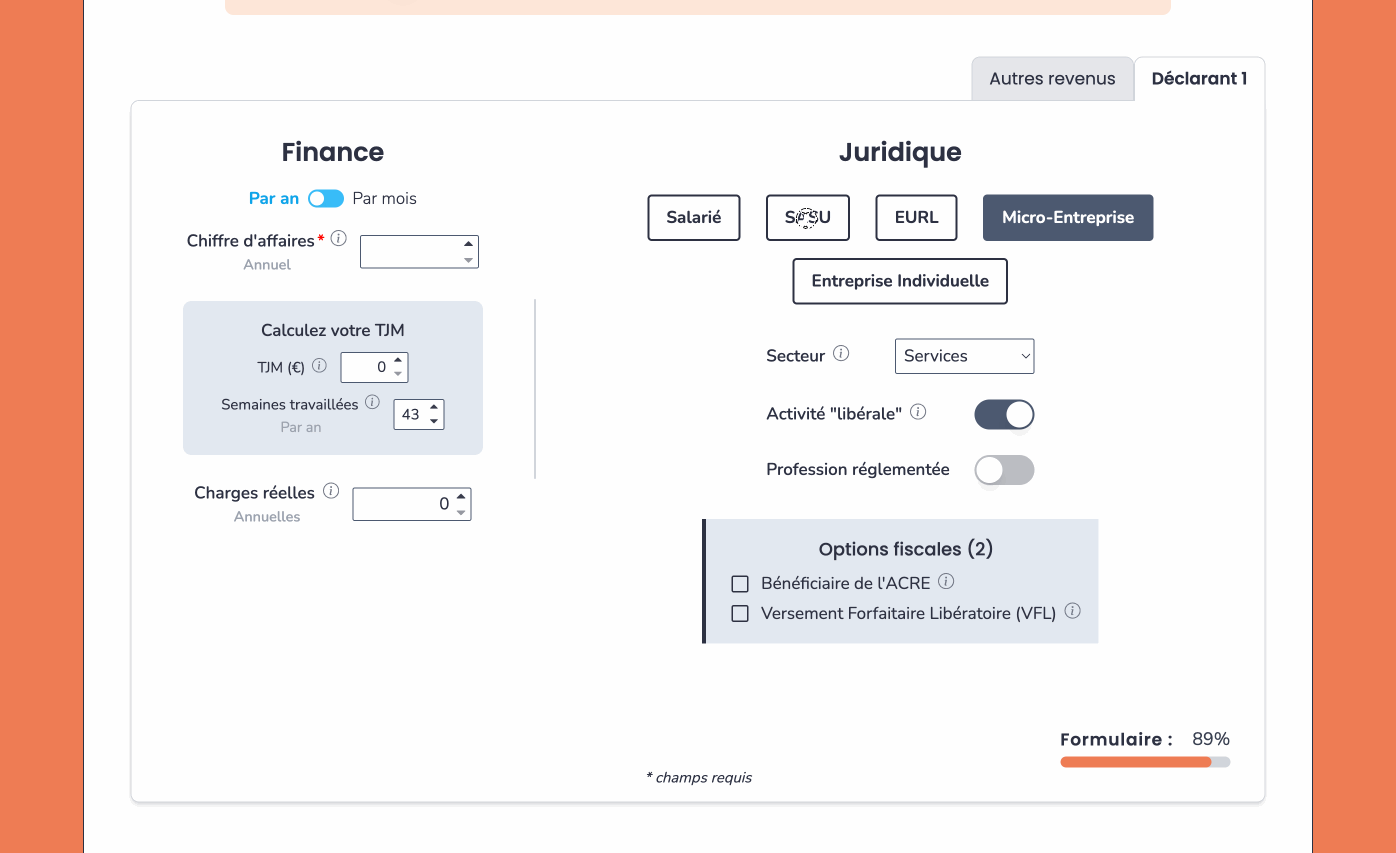 Autres revenus
Déclarant 1
Finance
Par an
Par mois
Chiffre d'affaires *
Annuel
Calculez votre TJM
TJM (€)
0
Semaines travaillées
Par an
43
Charges réelles
Annuelles
0
Juridique
Salarié
SASU
EURL
Micro-Entreprise
Entreprise Individuelle
Secteur
Services
Activité "libérale"
Profession réglementée
Options fiscales (2)
Bénéficiaire de l'ACRE
Versement Forfaitaire Libératoire (VFL)
Formulaire : 89%
* champs requis